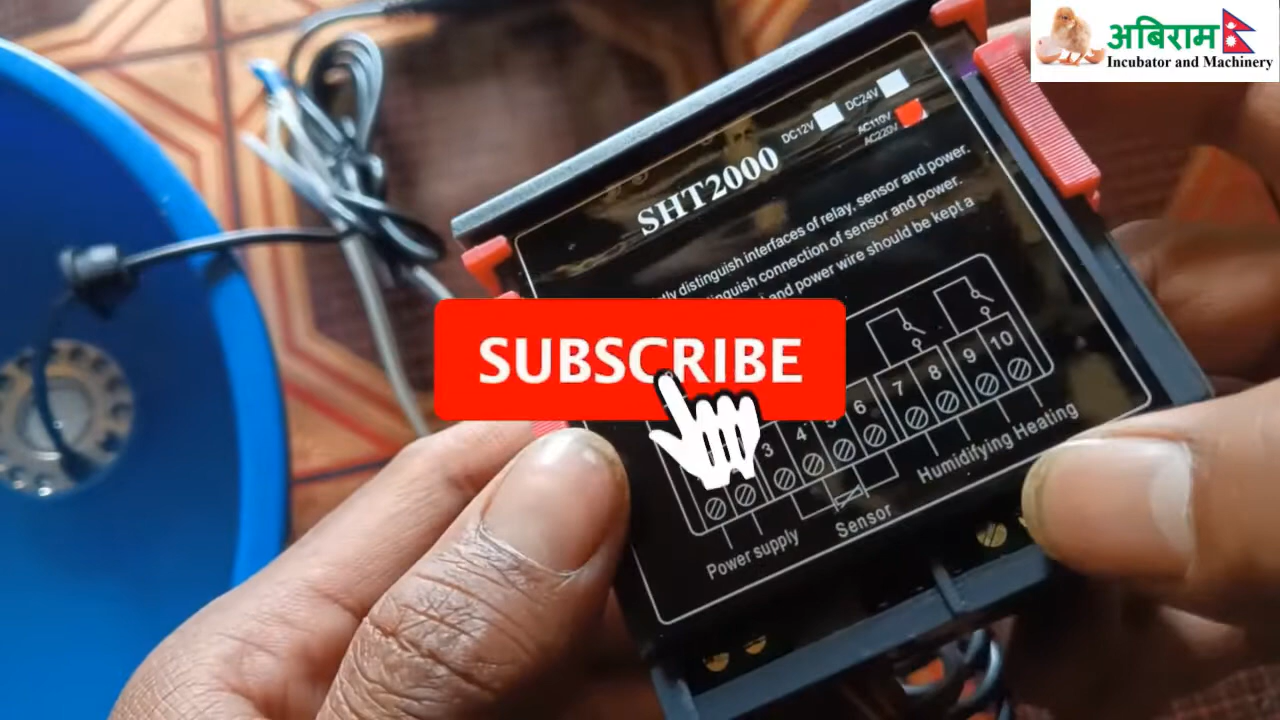 अबिराम
Incubator and Machinery
DC12V
DC24V
AC110V
AC220V
SHT2000
distinguish interfaces of relay, sensor and power.
connection of sensor and power.
and power wire should be kept a
SUBSCRIBE
3 4 5 6 7 8 9 10
Power supply
Sensor
Humidifying Heating